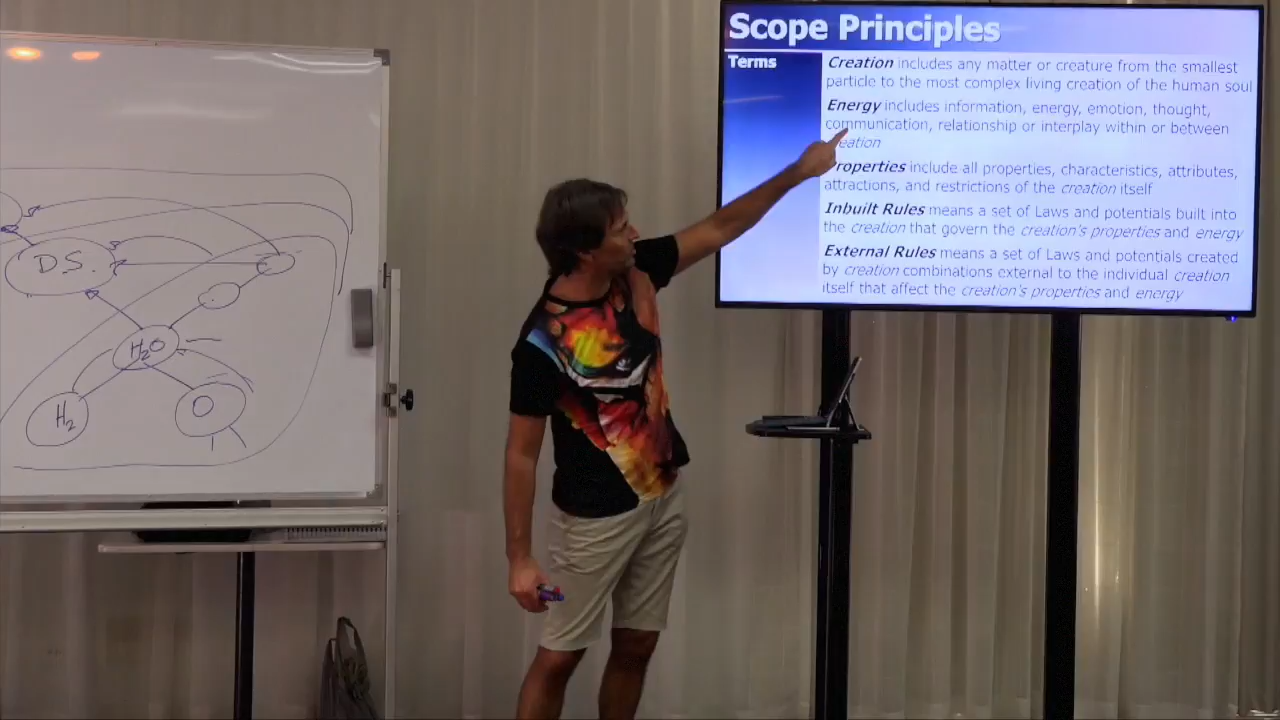 Scope Principles
Terms
Creation includes any matter or creature from the smallest
particle to the most complex living creation of the human soul
Energy includes information, energy, emotion, thought,
communication, relationship or interplay within or between
eation
roperties include all properties, characteristics, attributes,
attractions, and restrictions of the creation itself
Inbuilt Rules means a set of Laws and potentials built into
the creation that govern the creation's properties and energy
External Rules means a set of Laws and potentials created
by creation combinations external to the individual creation
itself that affect the creation's properties and energy
D.S.
H₂O
H₂
O